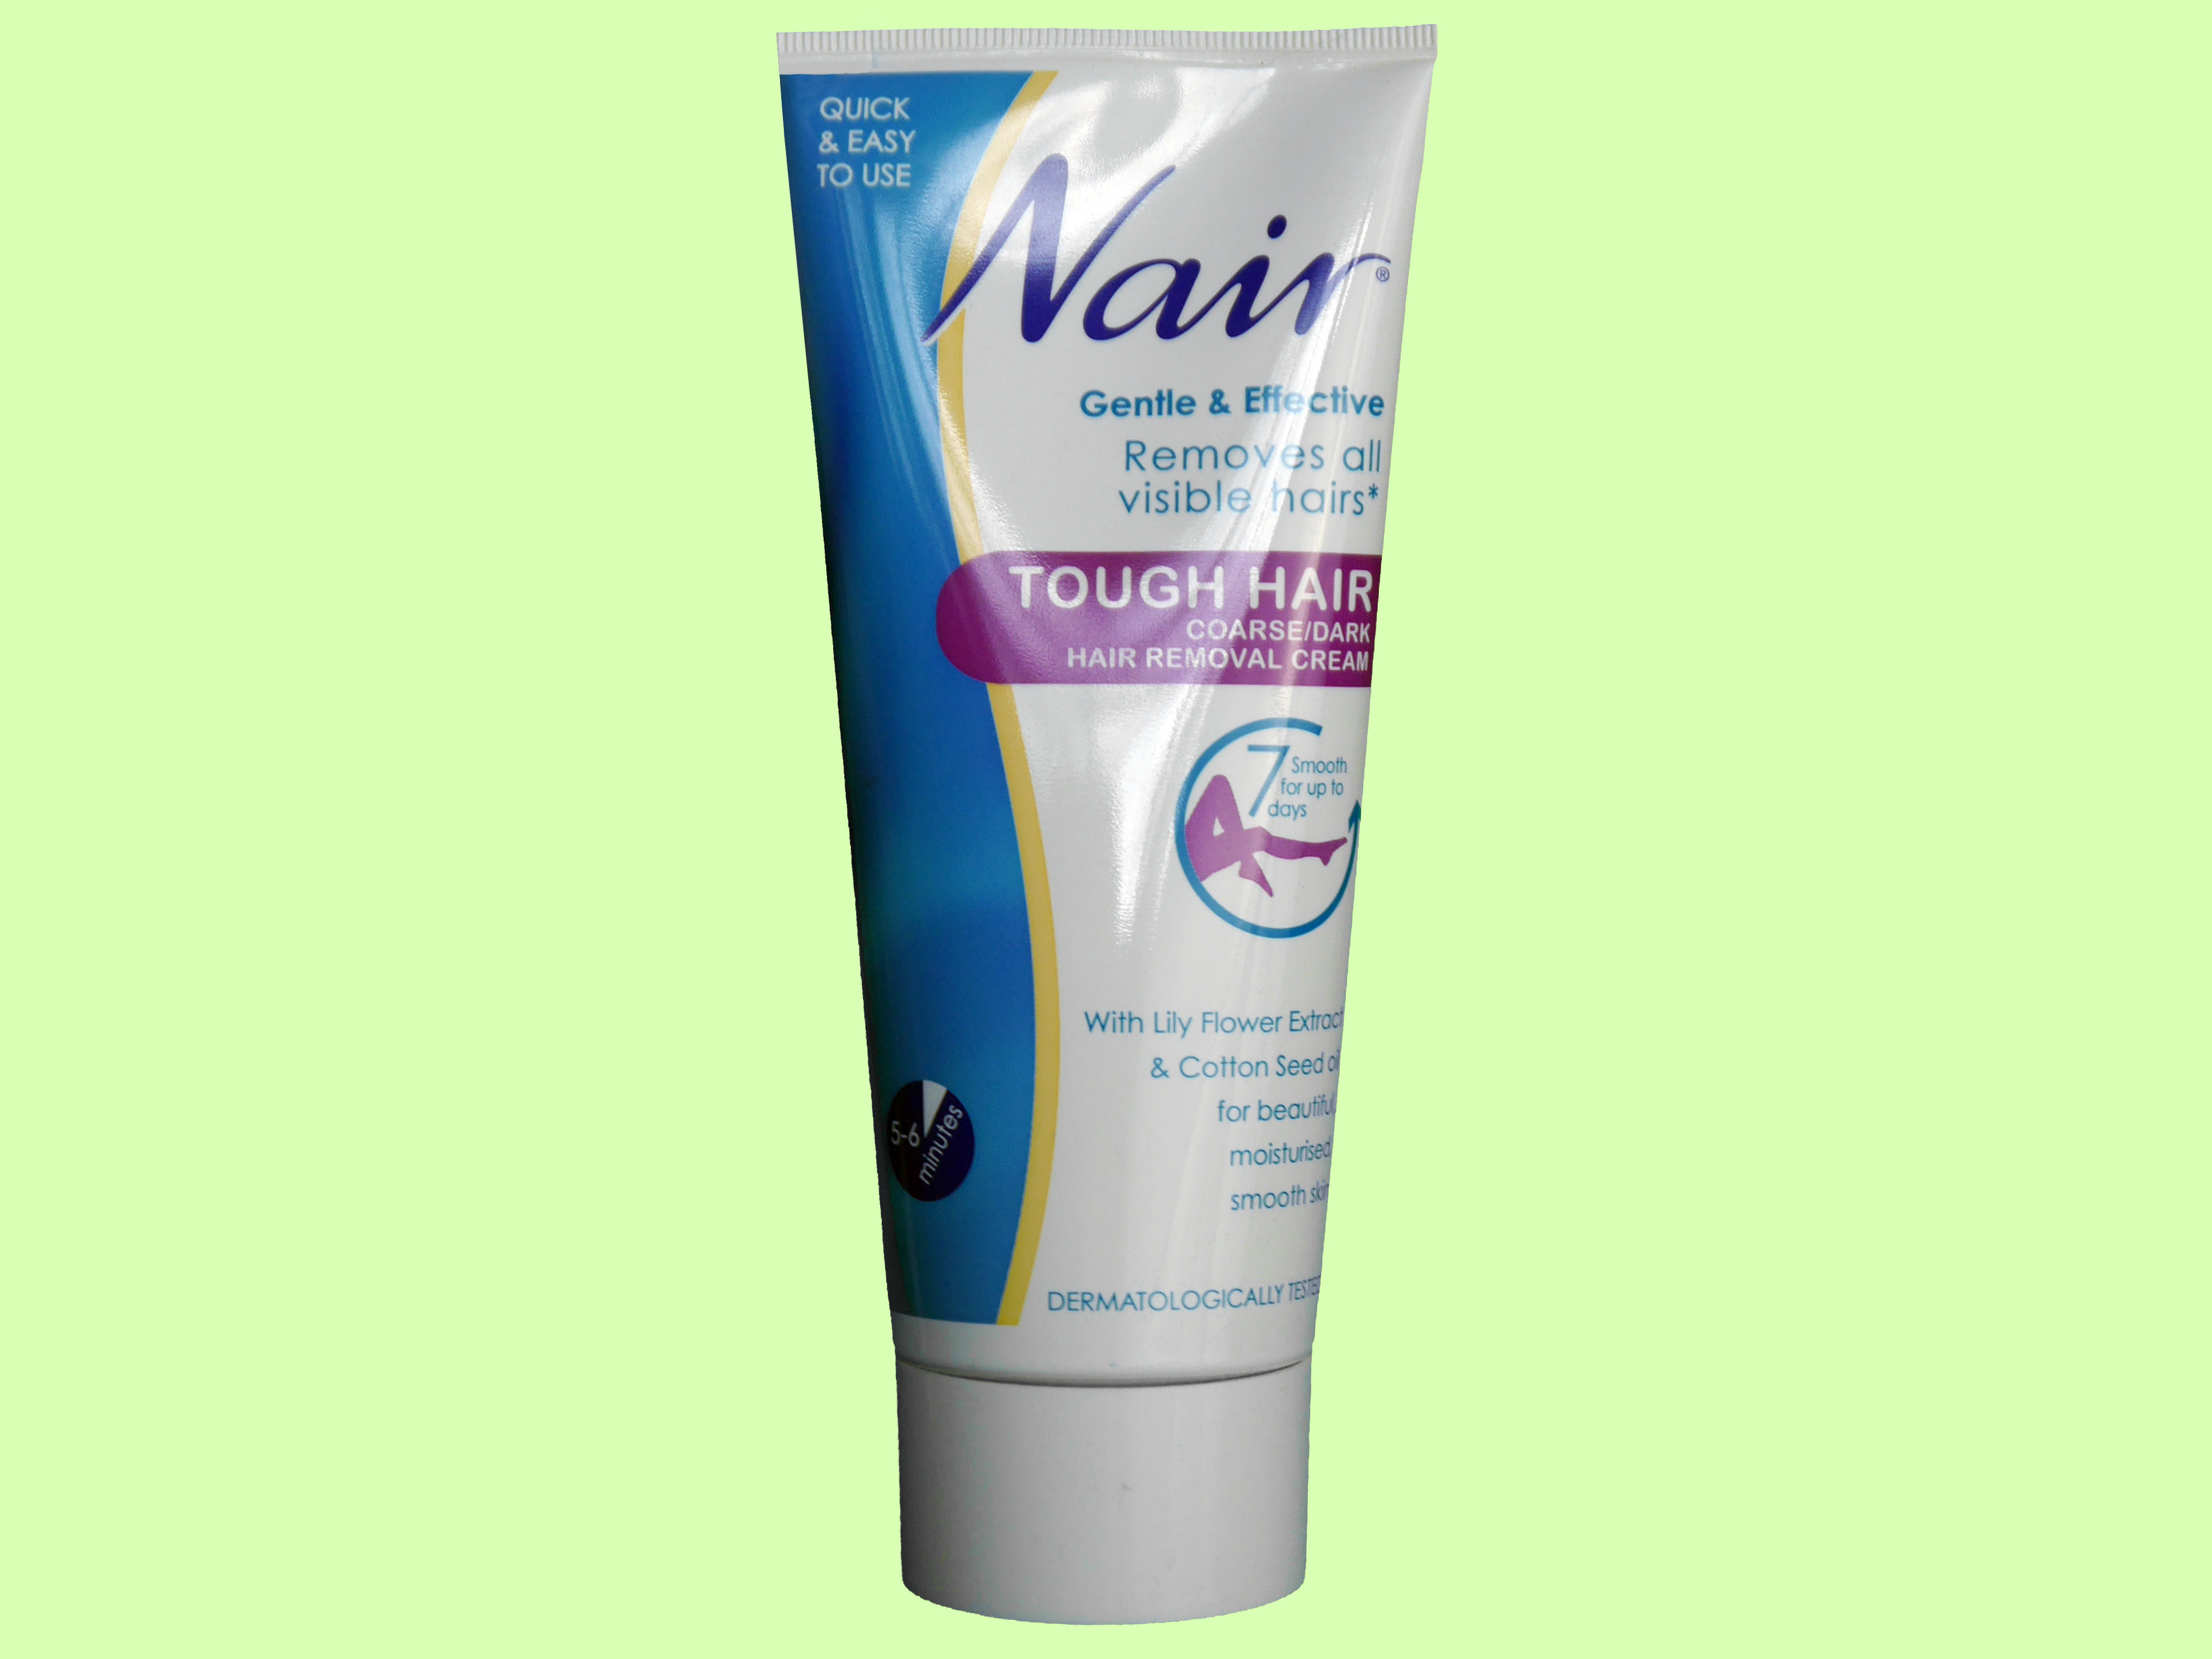 QUICK
& EASY
TO USE
Nair®
Gentle & Effective
Removes all
visible hairs*
TOUGH HAIR
COARSE/DARK
HAIR REMOVAL CREAM
7 Smooth
for up to
days
With Lily Flower Extract
& Cotton Seed oil
for beautiful,
moisturised
smooth skin
5-6
minutes
DERMATOLOGICALLY TESTED